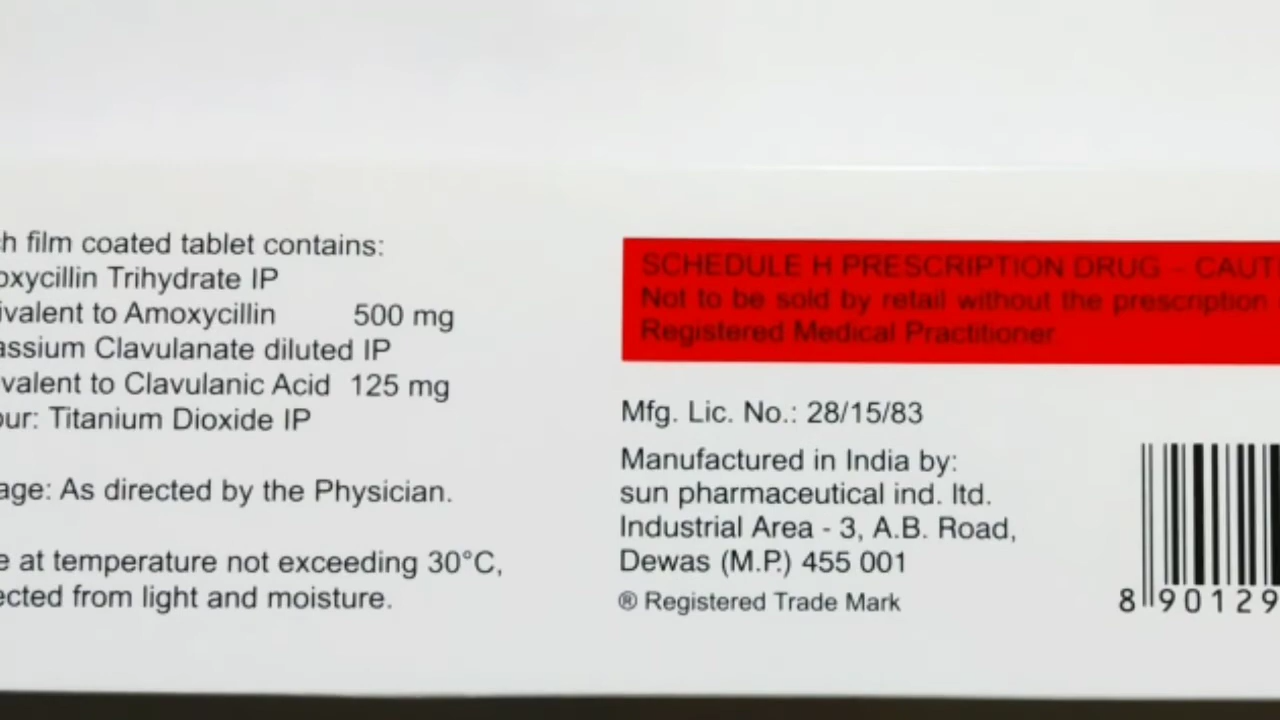 h film coated tablet contains:
oxycillin Trihydrate IP
ivalent to Amoxycillin 500 mg
assium Clavulanate diluted IP
valent to Clavulanic Acid 125 mg
our: Titanium Dioxide IP
age: As directed by the Physician.
e at temperature not exceeding 30°C,
ected from light and moisture.
SCHEDULE H PRESCRIPTION DRUG – CAUT
Not to be sold by retail without the prescription
Registered Medical Practitioner
Mfg. Lic. No.: 28/15/83
Manufactured in India by:
sun pharmaceutical ind. ltd.
Industrial Area - 3, A.B. Road,
Dewas (M.P.) 455 001
® Registered Trade Mark
8 90129